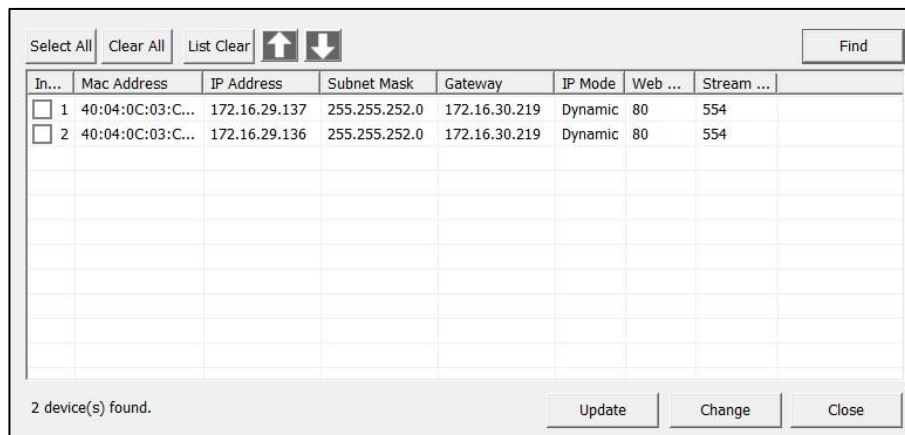 Select All Clear All List Clear Find
In... Mac Address IP Address Subnet Mask Gateway IP Mode Web ... Stream ...
1 40:04:0C:03:C... 172.16.29.137 255.255.252.0 172.16.30.219 Dynamic 80 554
2 40:04:0C:03:C... 172.16.29.136 255.255.252.0 172.16.30.219 Dynamic 80 554
2 device(s) found. Update Change Close